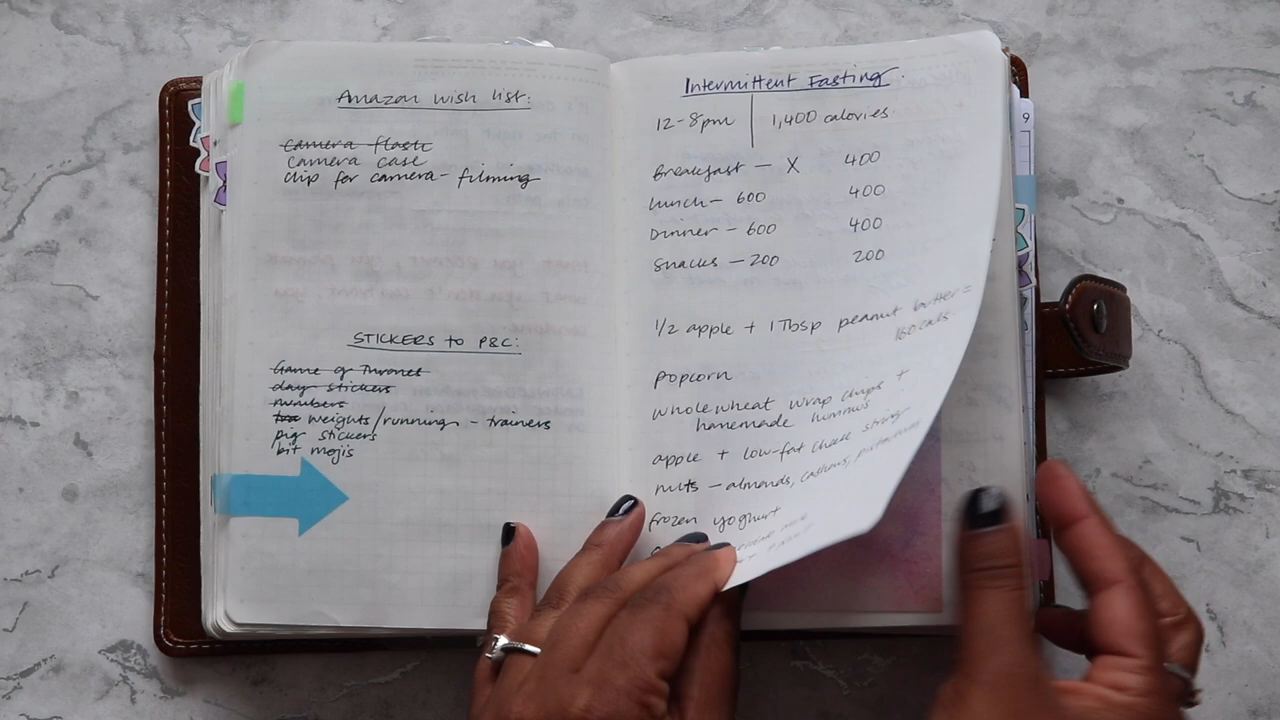 Amazon wish list:
camera flash
camera case
clip for camera - filming
STICKERS to P&C:
Game of Thrones
day stickers
numbers
weights/running - trainers
pig stickers
bit mojis
Intermittent Fasting
12-8pm | 1,400 calories
Breakfast - X 400
Lunch - 600 400
Dinner - 600 400
Snacks - 200 200
1/2 apple + 1 Tbsp peanut butter =
160 cals
popcorn
wholewheat wrap chips +
homemade hummus
apple + low-fat cheese string
nuts - almonds, cashews, pistachios
frozen yoghurt
9